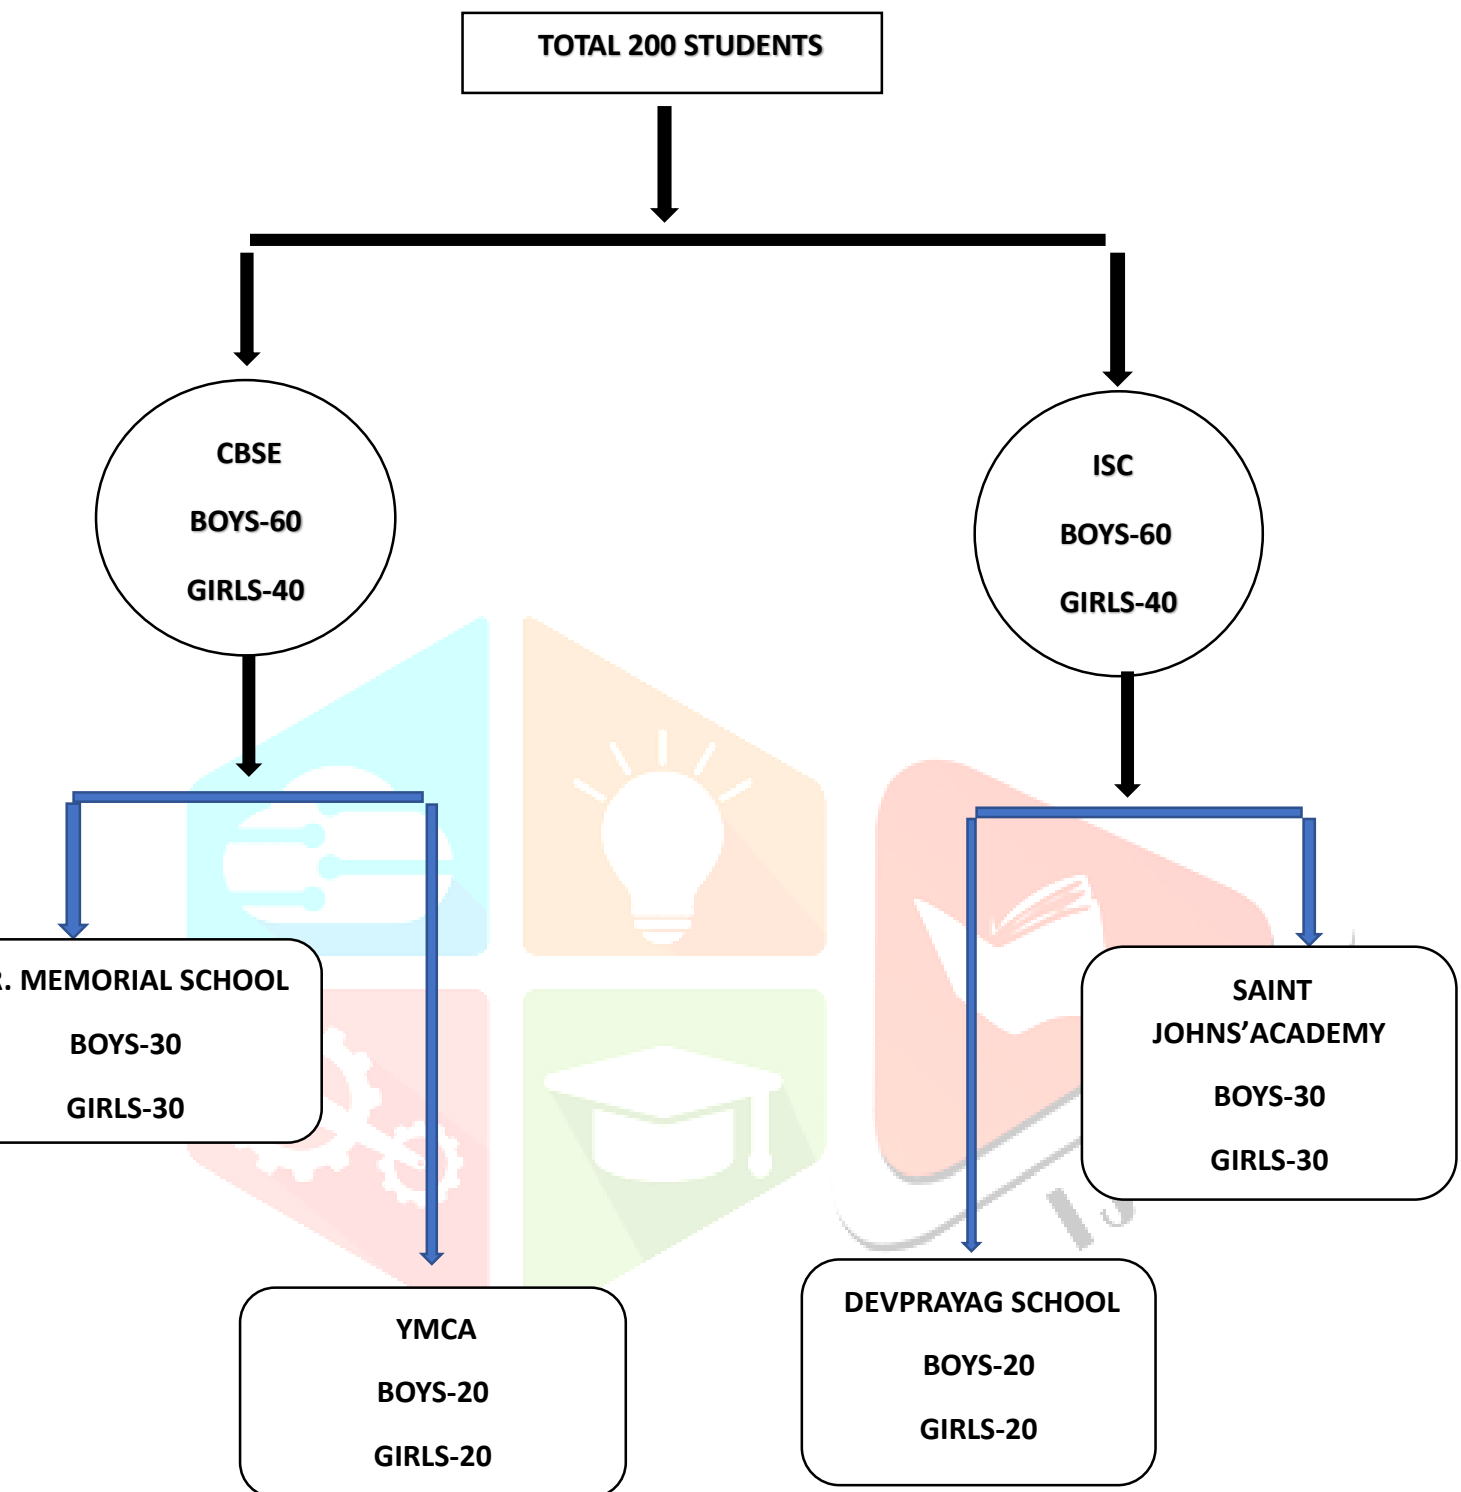 TOTAL 200 STUDENTS
CBSE
BOYS-60
GIRLS-40
ISC
BOYS-60
GIRLS-40
R. MEMORIAL SCHOOL
BOYS-30
GIRLS-30
SAINT
JOHNS’ACADEMY
BOYS-30
GIRLS-30
YMCA
BOYS-20
GIRLS-20
DEVPRAYAG SCHOOL
BOYS-20
GIRLS-20